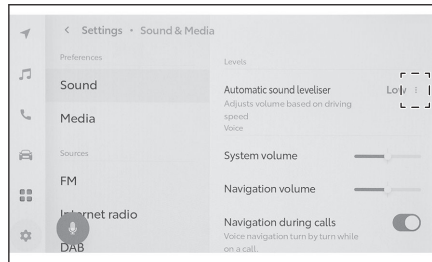 < Settings • Sound & Media
Preferences
Sound
Media
Sources
FM
Internet radio
DAB
Levels
Automatic sound leveliser
Low
Adjusts volume based on driving
speed
Voice
System volume
Navigation volume
Navigation during calls
Voice navigation turn by turn while
on a call.